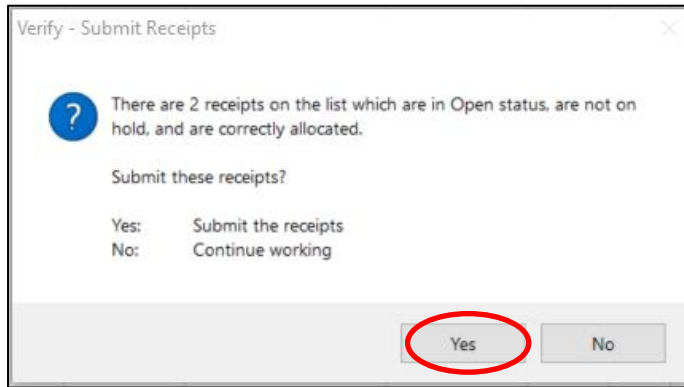 Verify - Submit Receipts
?
There are 2 receipts on the list which are in Open status, are not on
hold, and are correctly allocated.
Submit these receipts?
Yes: Submit the receipts
No: Continue working
Yes No